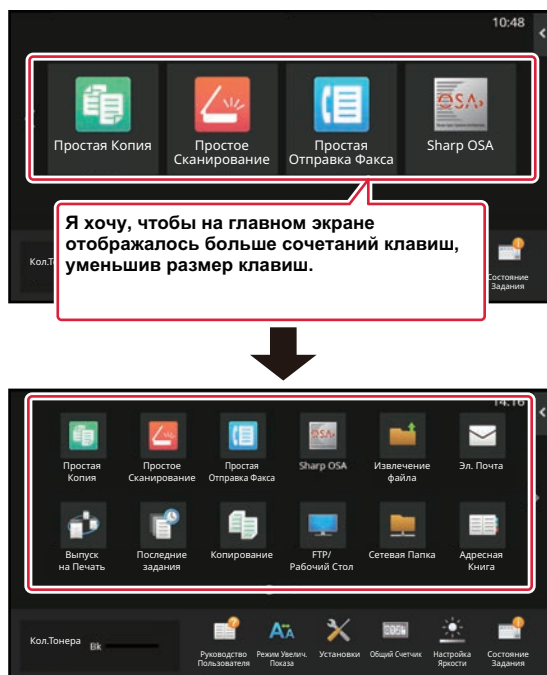 10:48
OSA
Простая Копия
Простое
Сканирование
Простая
Отправка Факса
Sharp OSA
Я хочу, чтобы на главном экране
отображалось больше сочетаний клавиш,
уменьшив размер клавиш.
Состояние
Задания
14:16
OSA
Простая
Копия
Простое
Сканирование
Простая
Отправка Факса
Sharp OSA
Извлечение
файла
Эл. Почта
Выпуск
на Печать
Последние
задания
Копирование
FTP/
Рабочий Стол
Сетевая Папка
Адресная
Книга
Кол.Тонера
Bk
Руководство
Пользователя
Режим Увелич.
Показа
Установки
Общий Счетчик
Настройка
Яркости
Состояние
Задания